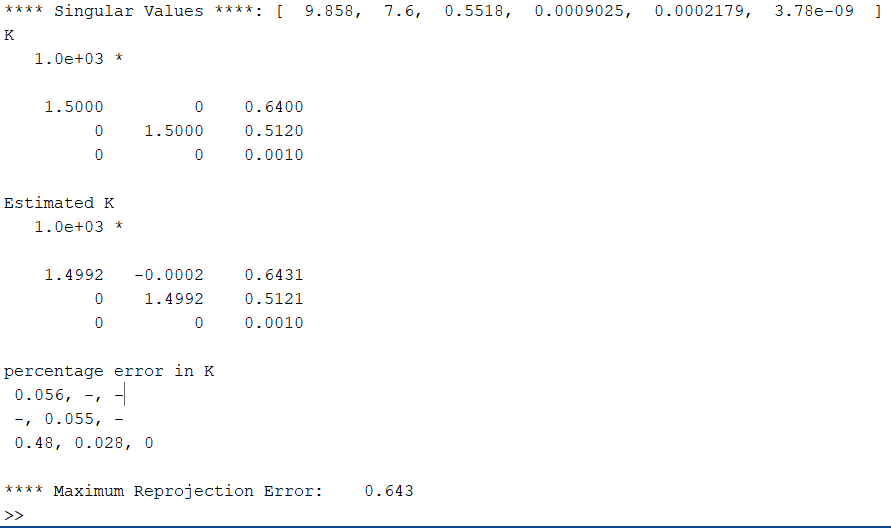 **** Singular Values ****: [ 9.858, 7.6, 0.5518, 0.0009025, 0.0002179, 3.78e-09 ]
K
1.0e+03 *
1.5000 0 0.6400
0 1.5000 0.5120
0 0 0.0010
Estimated K
1.0e+03 *
1.4992 -0.0002 0.6431
0 1.4992 0.5121
0 0 0.0010
percentage error in K
0.056, -, -
-, 0.055, -
0.48, 0.028, 0
**** Maximum Reprojection Error: 0.643
>>